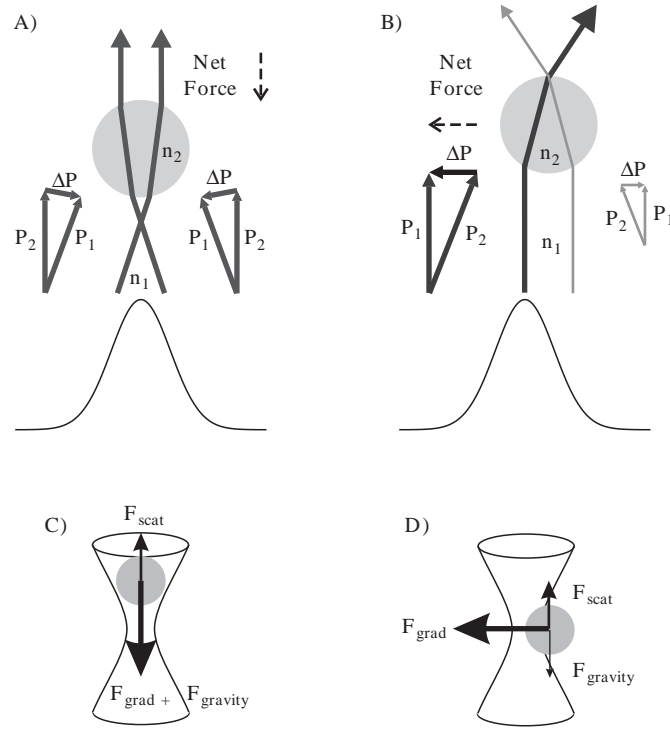 A)
Net
Force
n2
ΔP
ΔP
P2
P1
P1
P2
n1
B)
Net
Force
n2
ΔP
P1
P2
n1
P2
P1
C)
Fscat
Fgrad + Fgravity
D)
Fscat
Fgrad
Fgravity